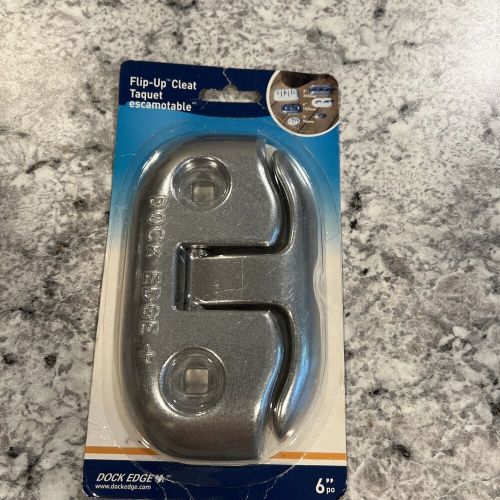 Flip-Up™ Cleat
Taquet
escamotable
DOCK EDGE
DOCK EDGE
www.dockedge.com
6”
po